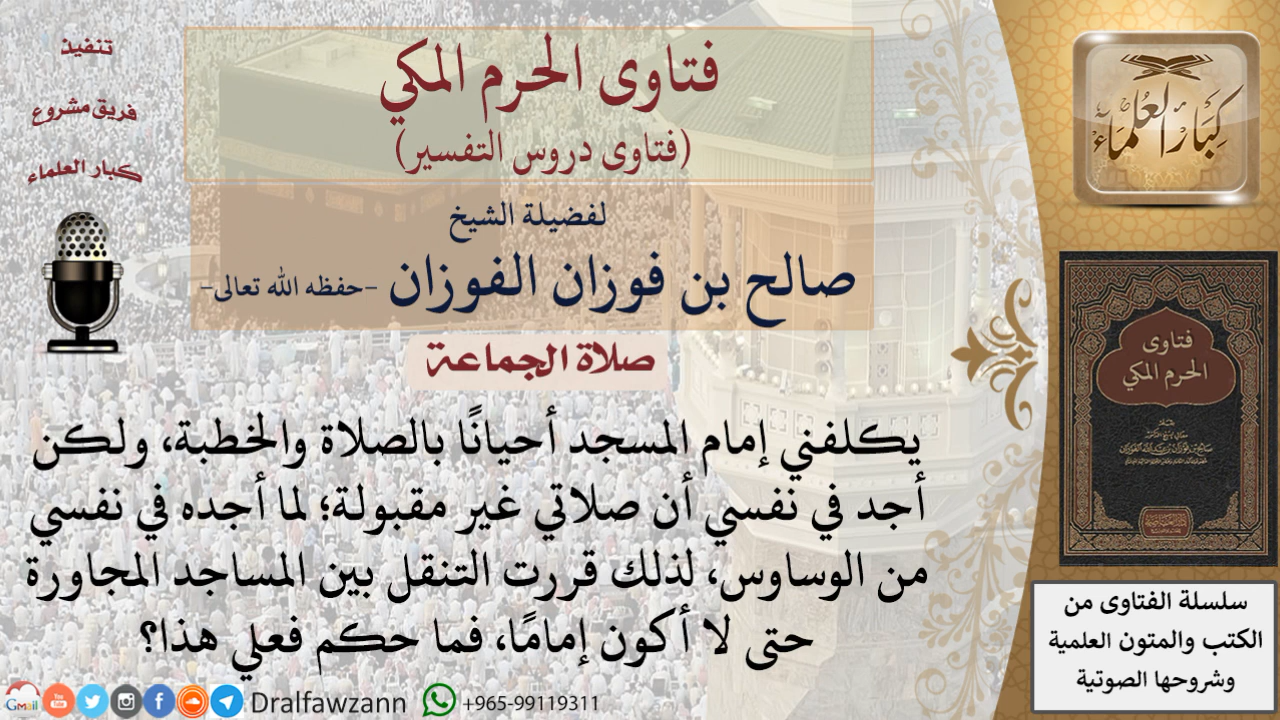 تنفيذ
فريق مشروع
كبار العلماء
فتاوى الحرم المكي
(فتاوى دروس التفسير)
لفضيلة الشيخ
صالح بن فوزان الفوزان -حفظه الله تعالى-
صلاة الجماعة
يكلفني إمام المسجد أحيانًا بالصلاة والخطبة، ولكن
أجد في نفسي أن صلاتي غير مقبولة؛ لما أجده في نفسي
من الوساوس، لذلك قررت التنقل بين المساجد المجاورة
حتى لا أكون إمامًا، فما حكم فعلي هذا؟
كبار العلماء
فتاوى
الحرم المكي
سلسلة الفتاوى من
الكتب والمتون العلمية
وشروحها الصوتية
Gmail
You
Tube
Dralfawzann
+965-99119311